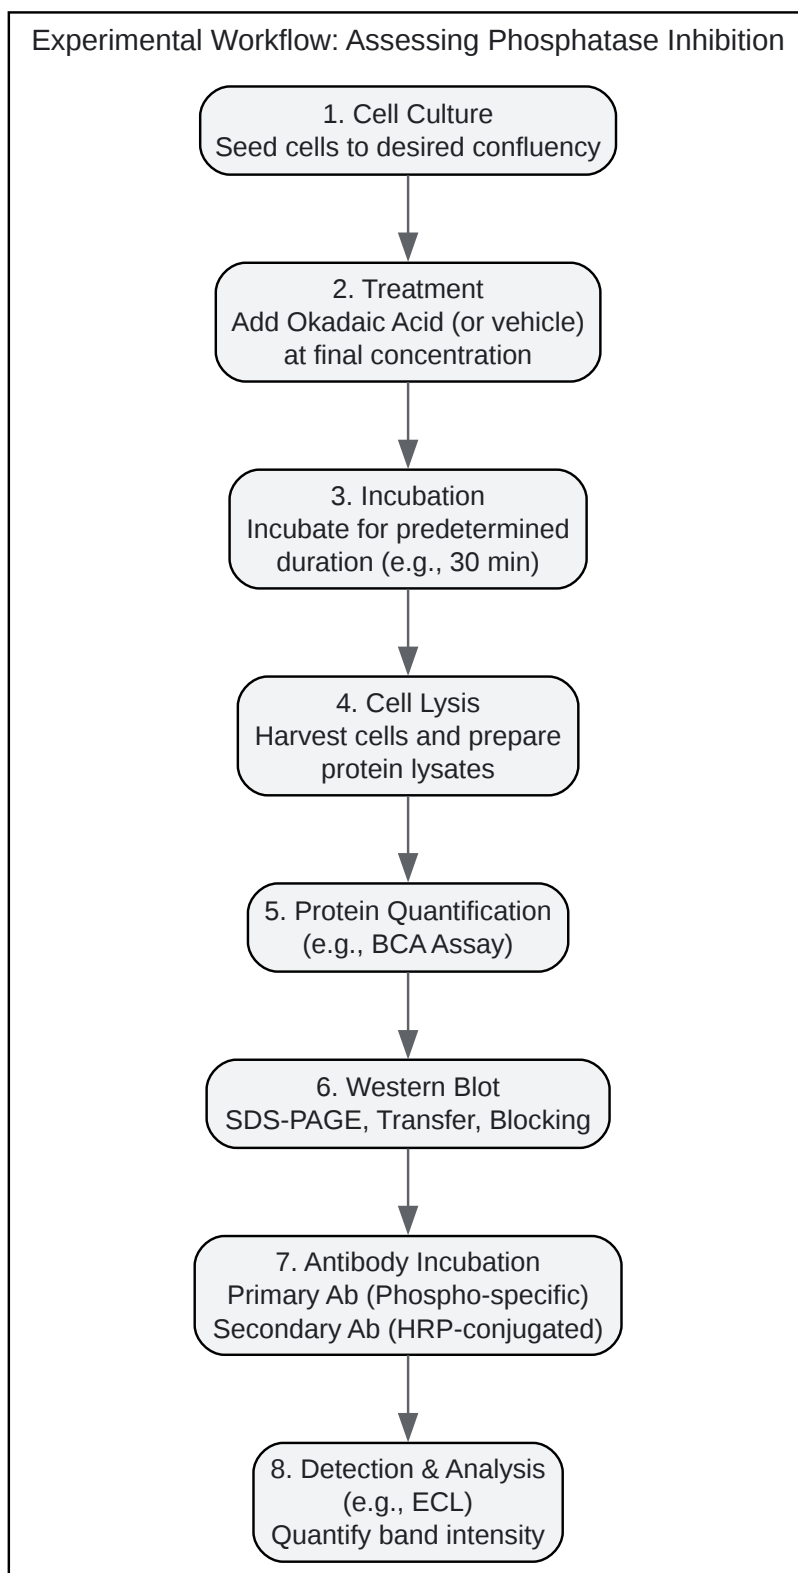 Experimental Workflow: Assessing Phosphatase Inhibition
1. Cell Culture
Seed cells to desired confluency
2. Treatment
Add Okadaic Acid (or vehicle)
at final concentration
3. Incubation
Incubate for predetermined
duration (e.g., 30 min)
4. Cell Lysis
Harvest cells and prepare
protein lysates
5. Protein Quantification
(e.g., BCA Assay)
6. Western Blot
SDS-PAGE, Transfer, Blocking
7. Antibody Incubation
Primary Ab (Phospho-specific)
Secondary Ab (HRP-conjugated)
8. Detection & Analysis
(e.g., ECL)
Quantify band intensity